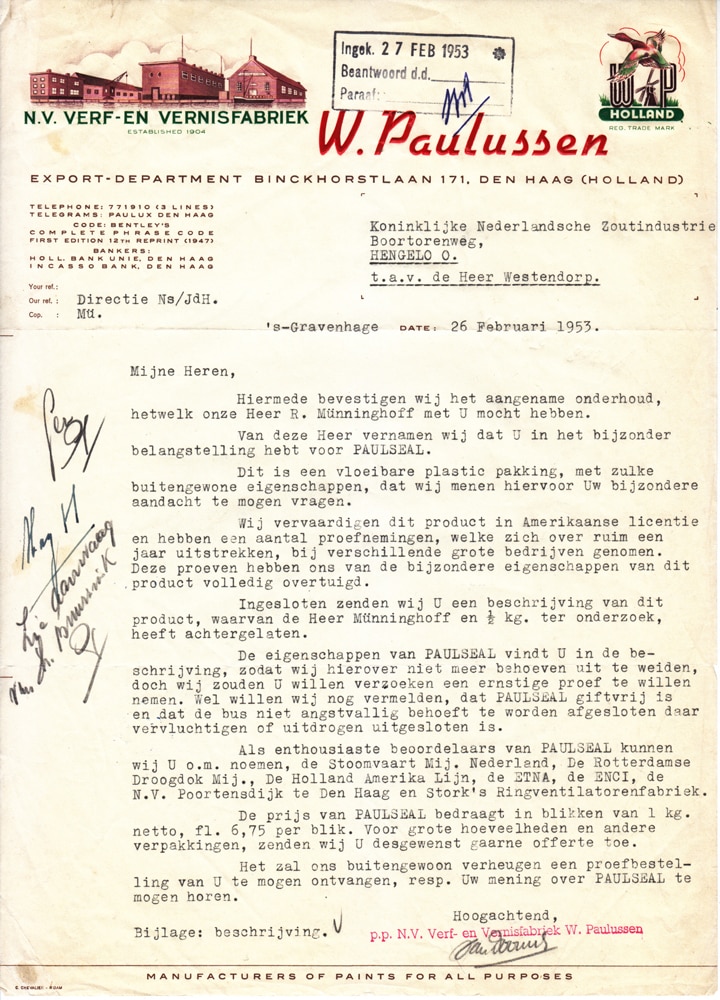 Ingek. 27 FEB 1953
Beantwoord d.d.
Paraaf:
N.V. VERF-EN VERNISFABRIEK
ESTABLISHED 1904
W. Paulussen
WP
HOLLAND
REG. TRADE MARK
EXPORT-DEPARTMENT BINCKHORSTLAAN 171, DEN HAAG (HOLLAND)
TELEPHONE: 771910 (3 LINES)
TELEGRAMS: PAULUX DEN HAAG
CODE: BENTLEY'S
COMPLETE PHRASE CODE
FIRST EDITION 12TH REPRINT (1947)
BANKERS:
HOLL. BANK UNIE, DEN HAAG
INCASSO BANK, DEN HAAG
Koninklijke Nederlandsche Zoutindustrie
Boortorenweg,
HENGELO O.
t.a.v. de Heer Westendorp.
Your ref.:
Our ref. : Directie Ns/JdH.
Cop. : Mü.
's-Gravenhage DATE: 26 Februari 1953.
Mijne Heren,
Hiermede bevestigen wij het aangename onderhoud,
hetwelk onze Heer R. Münninghoff met U mocht hebben.
Van deze Heer vernamen wij dat U in het bijzonder
belangstelling hebt voor PAULSEAL.
Dit is een vloeibare plastic pakking, met zulke
buitengewone eigenschappen, dat wij menen hiervoor Uw bijzondere
aandacht te mogen vragen.
Wij vervaardigen dit product in Amerikaanse licentie
en hebben een aantal proefnemingen, welke zich over ruim een
jaar uitstrekken, bij verschillende grote bedrijven genomen.
Deze proeven hebben ons van de bijzondere eigenschappen van dit
product volledig overtuigd.
Ingesloten zenden wij U een beschrijving van dit
product, waarvan de Heer Münninghoff en ½ kg. ter onderzoek,
heeft achtergelaten.
De eigenschappen van PAULSEAL vindt U in de be-
schrijving, zodat wij hierover niet meer behoeven uit te weiden,
doch wij zouden U willen verzoeken een ernstige proef te willen
nemen. Wel willen wij nog vermelden, dat PAULSEAL giftvrij is
en dat de bus niet angstvallig behoeft te worden afgesloten daar
vervluchtigen of uitdrogen uitgesloten is.
Als enthousiaste beoordelaars van PAULSEAL kunnen
wij U o.m. noemen, de Stoomvaart Mij. Nederland, De Rotterdamse
Droogdok Mij., De Holland Amerika Lijn, de ETNA, de ENCI, de
N.V. Poortensdijk te Den Haag en Stork's Ringventilatorenfabriek.
De prijs van PAULSEAL bedraagt in blikken van 1 kg.
netto, fl. 6,75 per blik. Voor grote hoeveelheden en andere
verpakkingen, zenden wij U desgewenst gaarne offerte toe.
Het zal ons buitengewoon verheugen een proefbestel-
ling van U te mogen ontvangen, resp. Uw mening over PAULSEAL te
mogen horen.
Hoogachtend,
Bijlage: beschrijving.
p.p. N.V. Verf- en Vernisfabriek W. Paulussen
MANUFACTURERS OF PAINTS FOR ALL PURPOSES